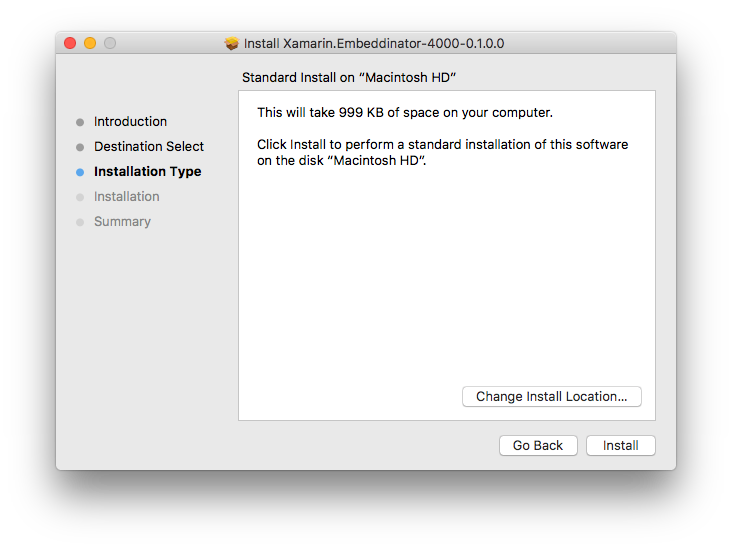 Install Xamarin.Embeddinator-4000-0.1.0.0
Standard Install on “Macintosh HD”
Introduction
Destination Select
Installation Type
Installation
Summary
This will take 999 KB of space on your computer.
Click Install to perform a standard installation of this software
on the disk “Macintosh HD”.
Change Install Location...
Go Back
Install